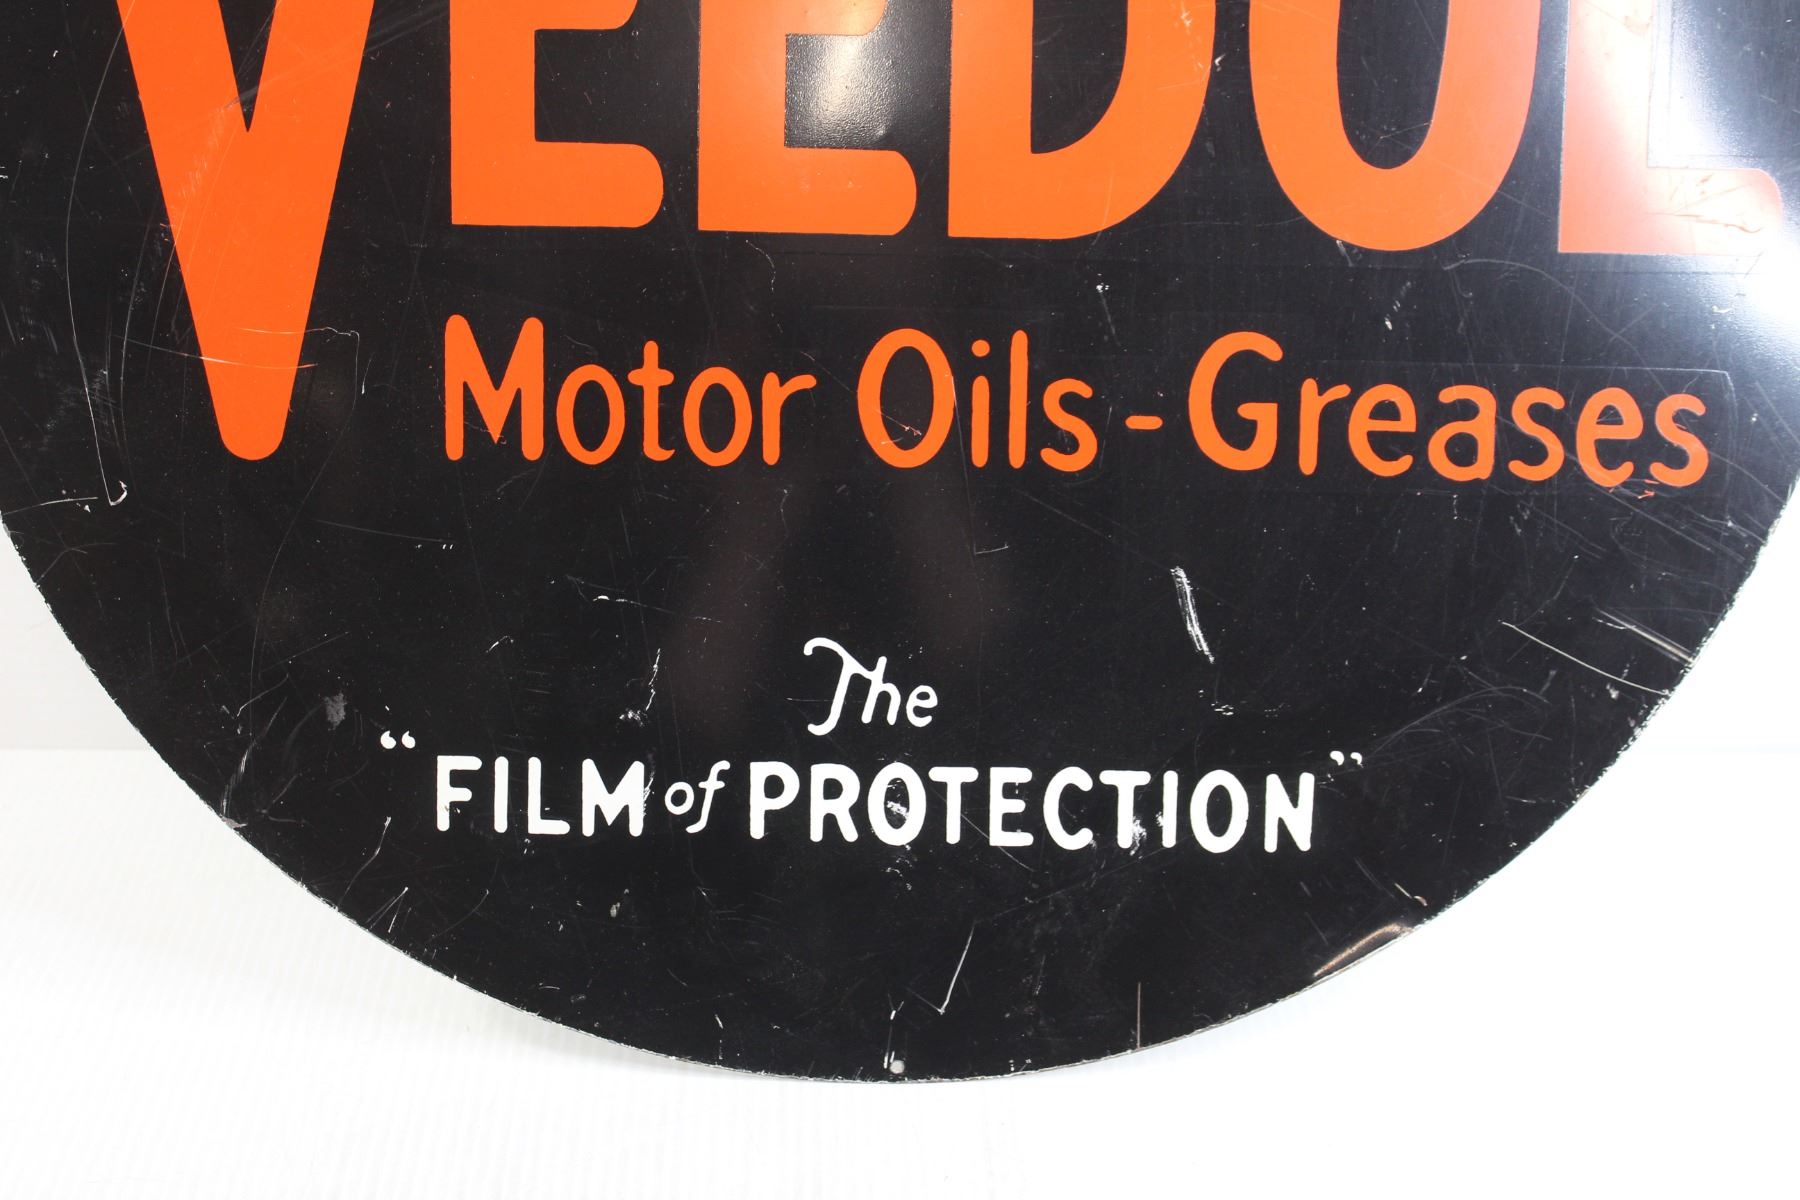 VEEDOL
Motor Oils-Greases
The
“FILM of PROTECTION”